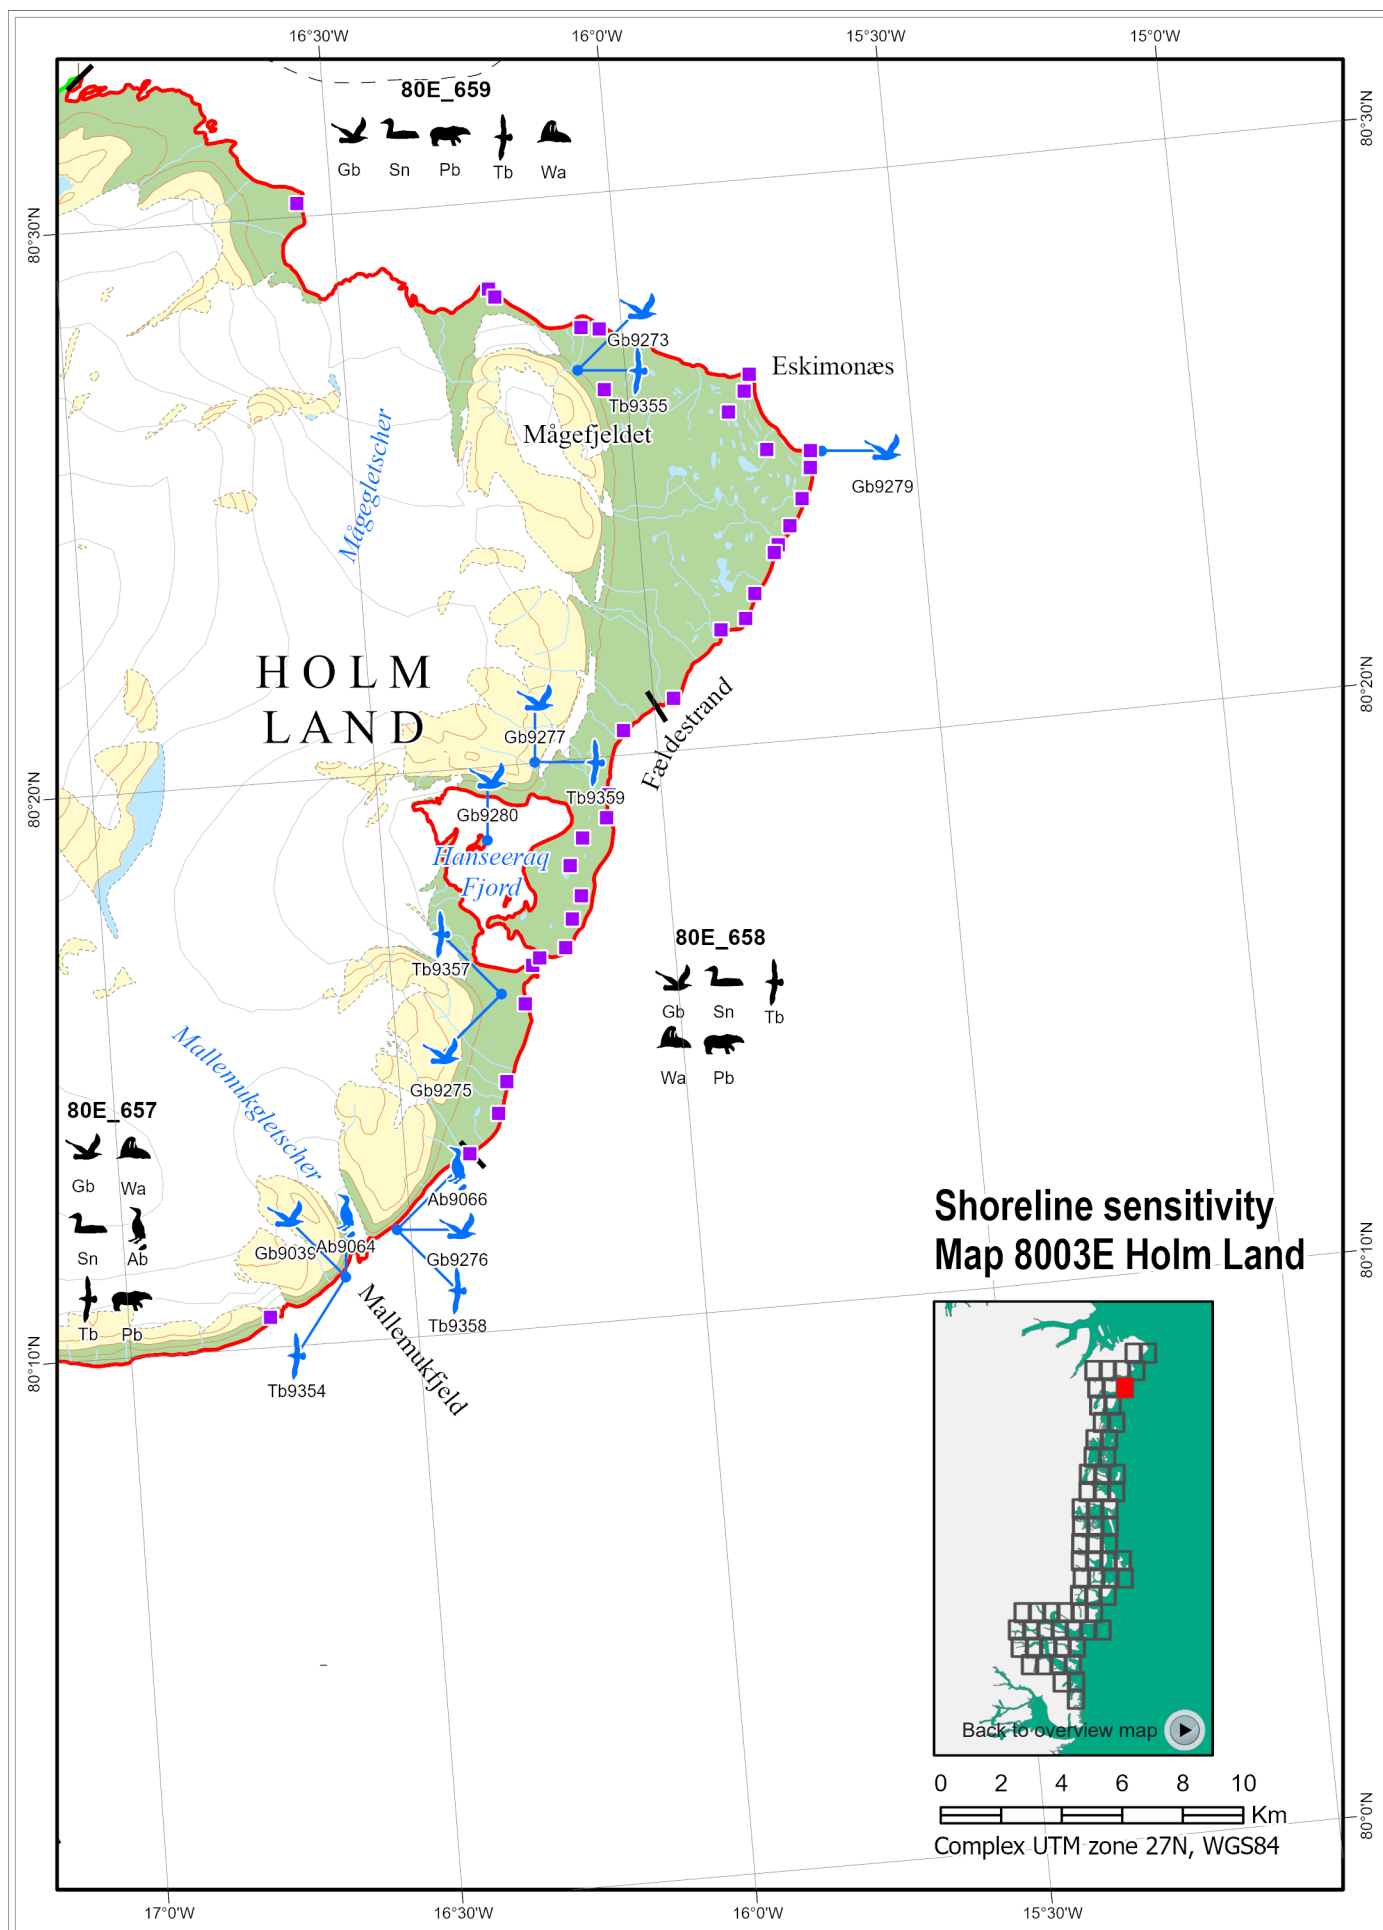 16°30'W
16°0'W
15°30'W
15°0'W
80E_659
Gb
Sn
Pb
Tb
Wa
80°30'N
80°30'N
Gb9273
Eskimonæs
Tb9355
Mågefjeldet
Gb9279
Mågegletscher
HOLM
LAND
80°20'N
80°20'N
Fældestrand
Gb9277
Tb9359
Gb9280
Hanseeraq
Fjord
80E_658
Gb
Sn
Tb
Wa
Pb
Tb9357
Gb9275
Mallemukgletscher
80E_657
Gb
Wa
Sn
Ab
Tb
Pb
Ab9066
Gb9039
Ab9064
Gb9276
Tb9358
Tb9354
Mallemukfjeld
80°10'N
80°10'N
Shoreline sensitivity
Map 8003E Holm Land
Back to overview map
0 2 4 6 8 10
Km
Complex UTM zone 27N, WGS84
80°0'N
17°0'W
16°30'W
16°0'W
15°30'W